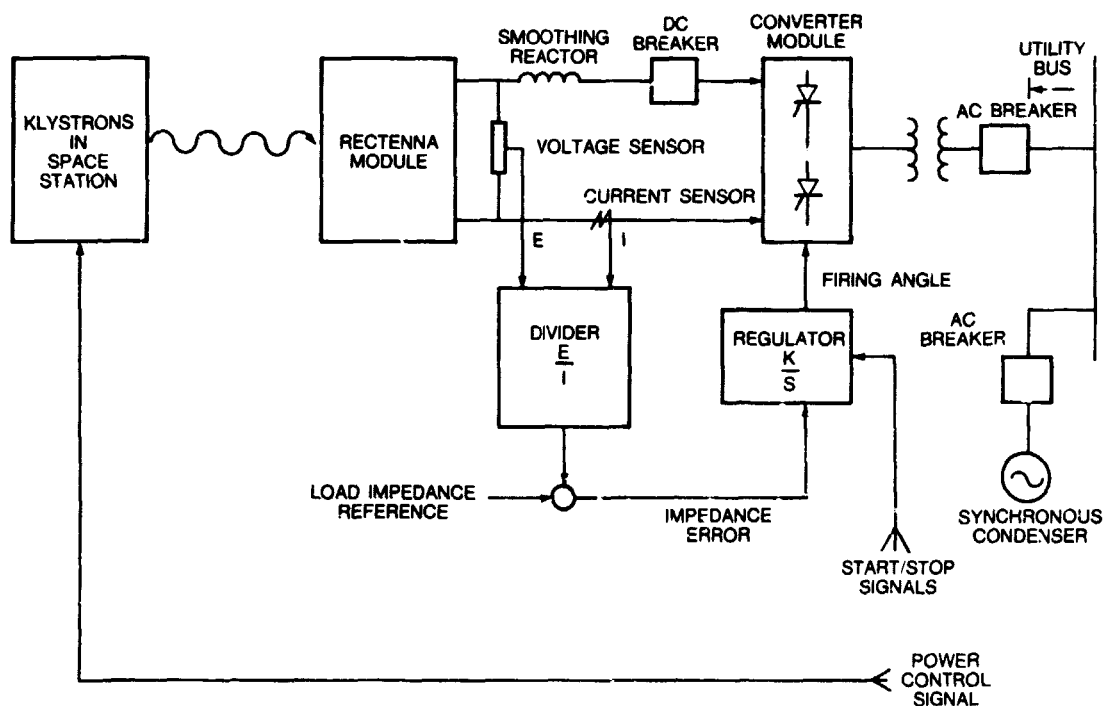 KLYSTRONS
IN
SPACE
STATION
RECTENNA
MODULE
SMOOTHING
REACTOR
DC
BREAKER
CONVERTER
MODULE
UTILITY
BUS
AC BREAKER
VOLTAGE SENSOR
CURRENT SENSOR
E
I
FIRING ANGLE
DIVIDER
E
I
REGULATOR
K
S
AC
BREAKER
LOAD IMPEDANCE
REFERENCE
IMPEDANCE
ERROR
START/STOP
SIGNALS
SYNCHRONOUS
CONDENSER
POWER
CONTROL
SIGNAL